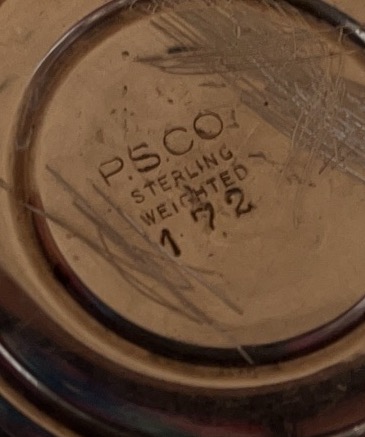 P.S.CO.
STERLING
WEIGHTED
172